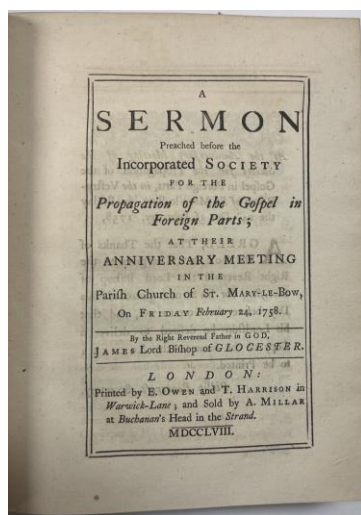 A
SERMON
Preached before the
Incorporated SOCIETY
FOR THE
Propagation of the Goſpel in
Foreign Parts;
AT THEIR
ANNIVERSARY MEETING
IN THE
Pariſh Church of ST. MARY-LE-BOW,
On FRIDAY February 24, 1758.
By the Right Reverend Father in GOD,
JAMES Lord Biſhop of GLOCESTER.
LONDON:
Printed by E. OWEN and T. HARRISON in
Warwick-Lane; and Sold by A. MILLAR
at Buchanan's Head in the Strand.
MDCCLVIII.